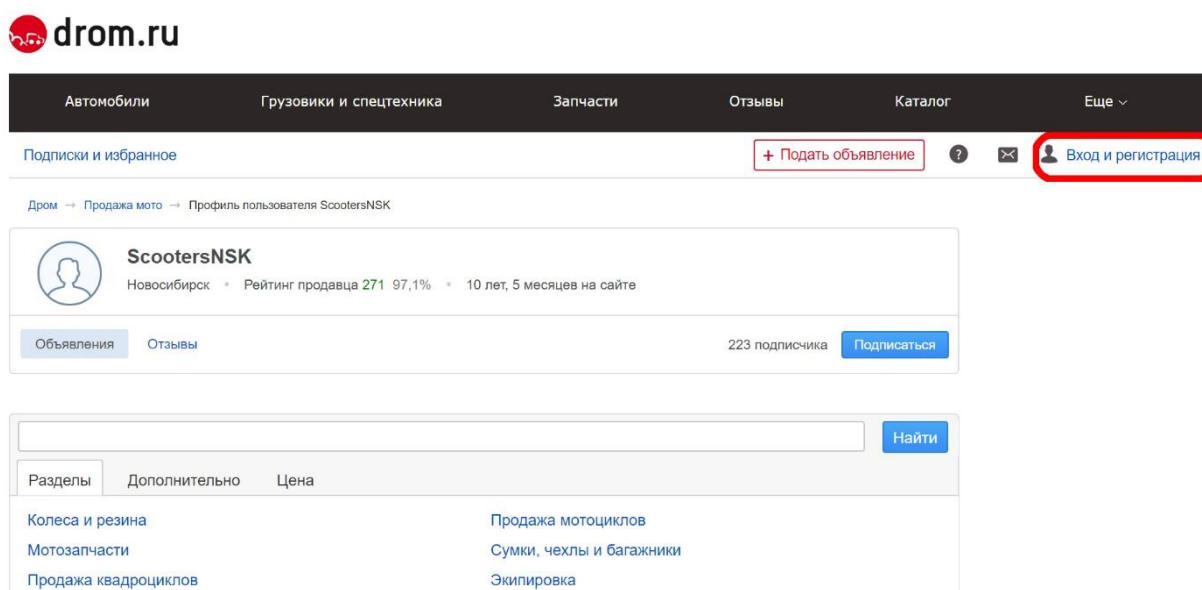 drom.ru
Автомобили Грузовики и спецтехника Запчасти Отзывы Каталог Еще
Подписки и избранное + Подать объявление ? Вход и регистрация
Дром → Продажа мото → Профиль пользователя ScootersNSK
ScootersNSK
Новосибирск • Рейтинг продавца 271 97,1% • 10 лет, 5 месяцев на сайте
Объявления Отзывы 223 подписчика Подписаться
Найти
Разделы Дополнительно Цена
Колеса и резина Продажа мотоциклов
Мотозапчасти Сумки, чехлы и багажники
Продажа квадроциклов Экипировка